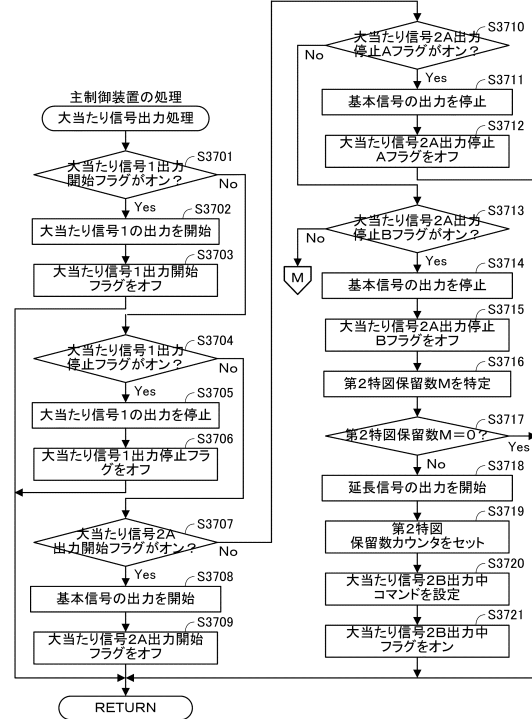 主制御装置の処理
大当たり信号出力処理
S3701
大当たり信号1出力
開始フラグがオン？
No
Yes
S3702
大当たり信号1の出力を開始
S3703
大当たり信号1出力開始
フラグをオフ
S3704
大当たり信号1出力
停止フラグがオン？
No
Yes
S3705
大当たり信号1の出力を停止
S3706
大当たり信号1出力停止フラ
グをオフ
S3707
大当たり信号2A
出力開始フラグがオン？
No
Yes
S3708
基本信号の出力を開始
S3709
大当たり信号2A出力開始
フラグをオフ
RETURN
S3710
大当たり信号2A出力
停止Aフラグがオン？
No
Yes
S3711
基本信号の出力を停止
S3712
大当たり信号2A出力停止
Aフラグをオフ
S3713
大当たり信号2A出力
停止Bフラグがオン？
No
M
Yes
S3714
基本信号の出力を停止
S3715
大当たり信号2A出力停止
Bフラグをオフ
S3716
第2特図保留数Mを特定
S3717
第2特図保留数M＝0？
Yes
No
S3718
延長信号の出力を開始
S3719
第2特図
保留数カウンタをセット
S3720
大当たり信号2B出力中
コマンドを設定
S3721
大当たり信号2B出力中
フラグをオン